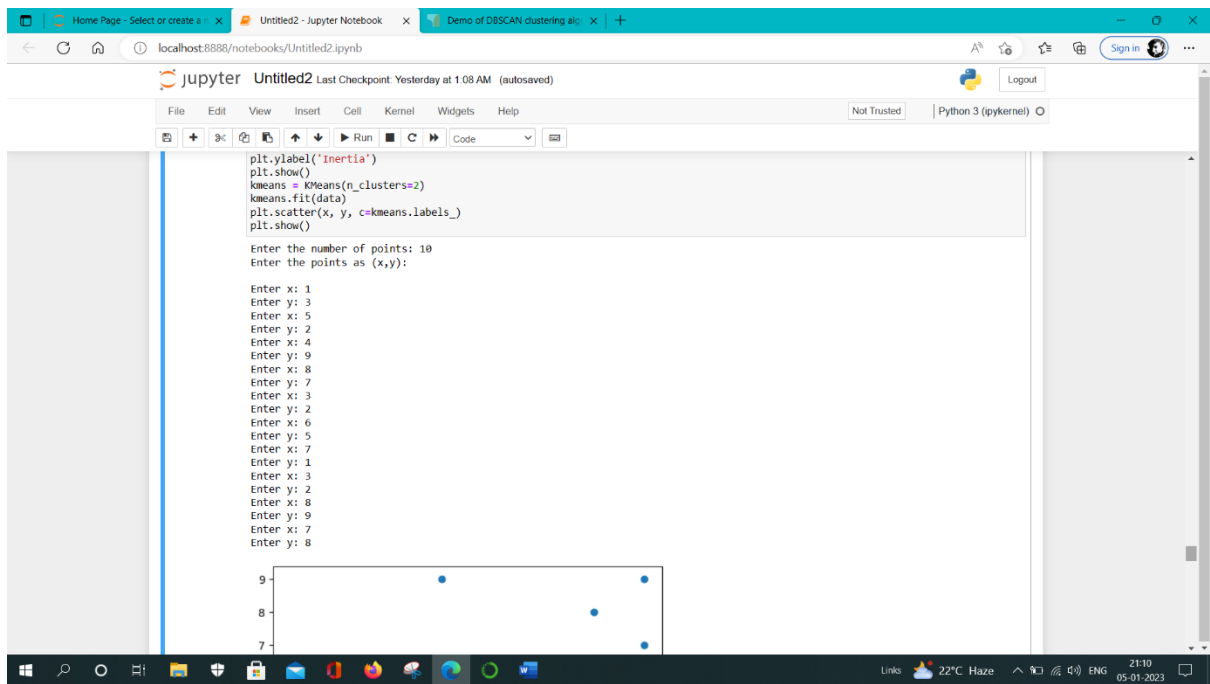 Home Page - Select or create a n
Untitled2 - Jupyter Notebook
Demo of DBSCAN clustering algo
localhost:8888/notebooks/Untitled2.ipynb
Sign in
jupyter Untitled2 Last Checkpoint: Yesterday at 1:08 AM (autosaved)
Logout
File Edit View Insert Cell Kernel Widgets Help
Not Trusted Python 3 (ipykernel)
Run Code
plt.ylabel('Inertia')
plt.show()
kmeans = KMeans(n_clusters=2)
kmeans.fit(data)
plt.scatter(x, y, c=kmeans.labels_)
plt.show()
Enter the number of points: 10
Enter the points as (x,y):
Enter x: 1
Enter y: 3
Enter x: 5
Enter y: 2
Enter x: 4
Enter y: 9
Enter x: 8
Enter y: 7
Enter x: 3
Enter y: 2
Enter x: 6
Enter y: 5
Enter x: 7
Enter y: 1
Enter x: 3
Enter y: 2
Enter x: 8
Enter y: 9
Enter x: 7
Enter y: 8
9
8
7
Links 22°C Haze ENG 21:10
05-01-2023